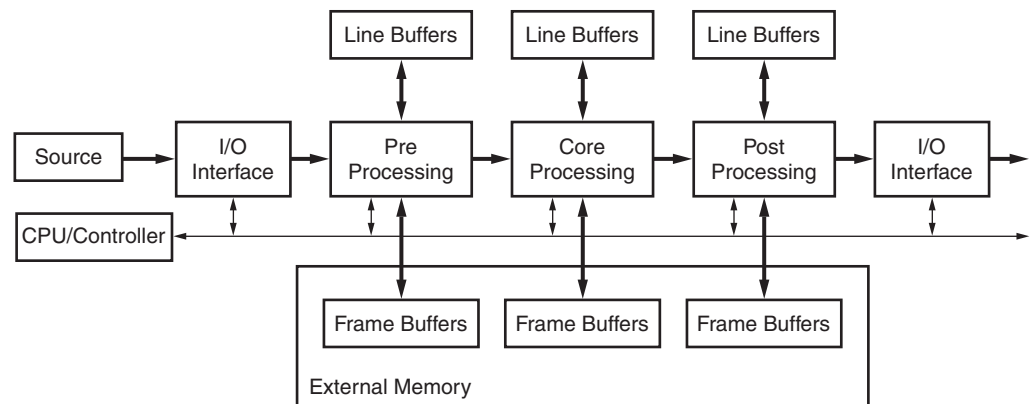 Line Buffers
Line Buffers
Line Buffers
Source
I/O
Interface
Pre
Processing
Core
Processing
Post
Processing
I/O
Interface
CPU/Controller
Frame Buffers
Frame Buffers
Frame Buffers
External Memory